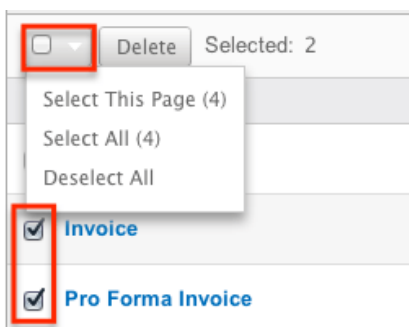 Delete Selected: 2
Select This Page (4)
Select All (4)
Deselect All
Invoice
Pro Forma Invoice